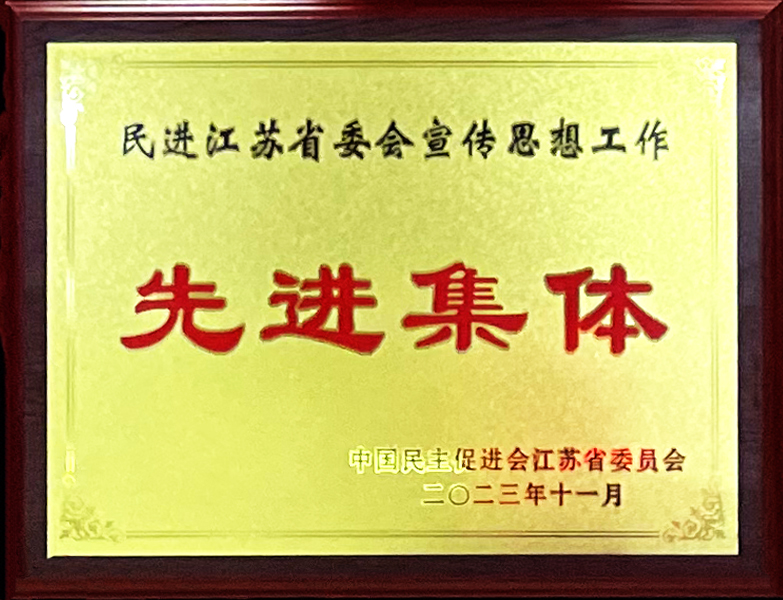 民进江苏省委会宣传思想工作
先进集体
中国民主促进会江苏省委员会
二〇二三年十一月